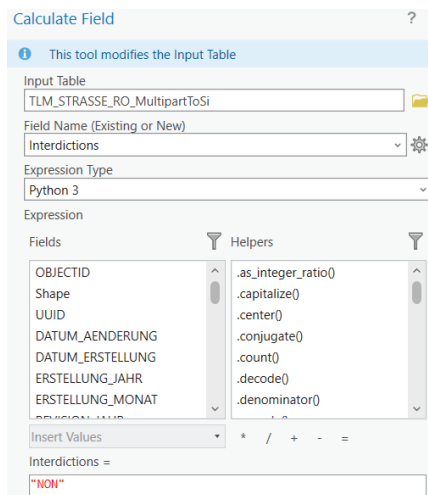 Calculate Field ?
This tool modifies the Input Table
Input Table
TLM_STRASSE_RO_MultipartToSi
Field Name (Existing or New)
Interdictions
Expression Type
Python 3
Expression
Fields Helpers
OBJECTID .as_integer_ratio()
Shape .capitalize()
UUID .center()
DATUM_AENDERUNG .conjugate()
DATUM_ERSTELLUNG .count()
ERSTELLUNG_JAHR .decode()
ERSTELLUNG_MONAT .denominator()
Insert Values * / + - =
Interdictions =
"NON"